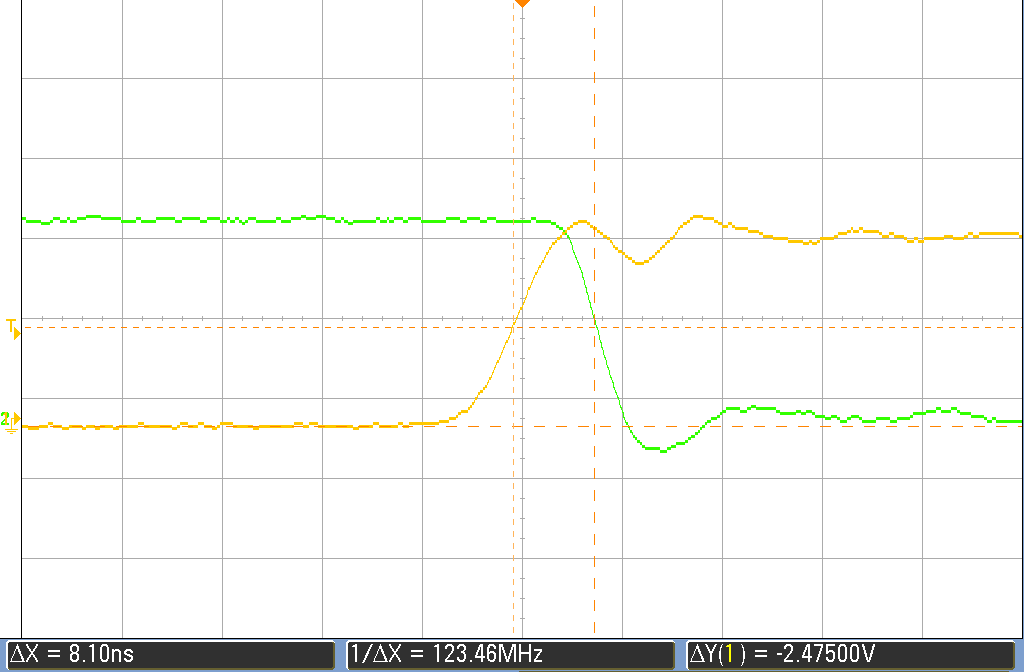 T
2
ΔX = 8.10ns
1/ΔX = 123.46MHz
ΔY(1) = -2.47500V